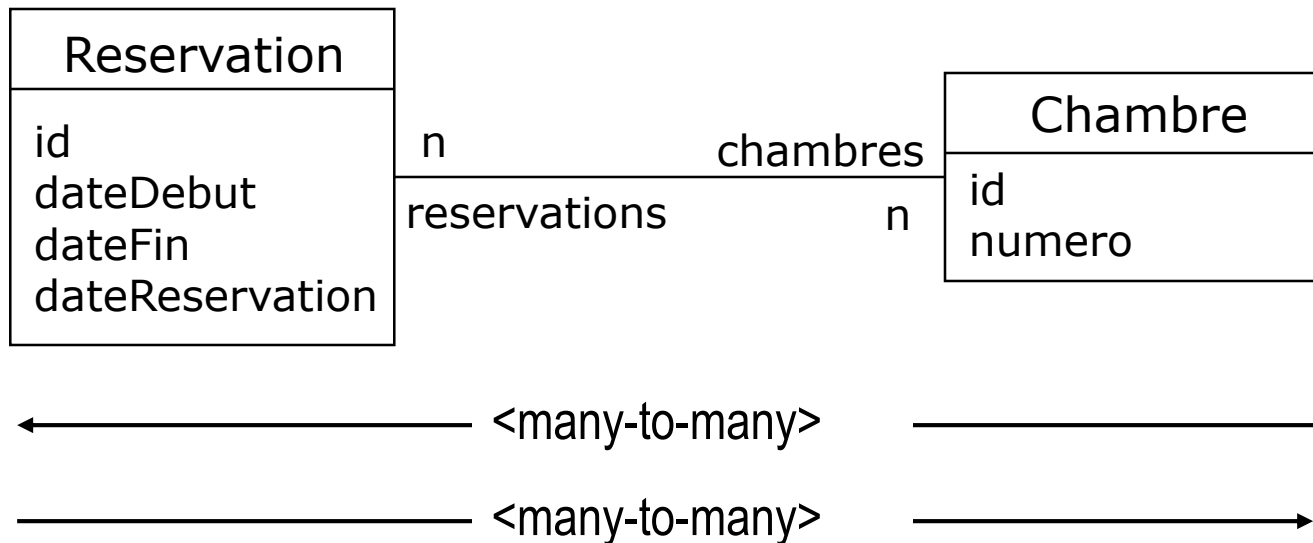 Reservation
id
dateDebut
dateFin
dateReservation
n
reservations
chambres
n
Chambre
id
numero
<many-to-many>
<many-to-many>